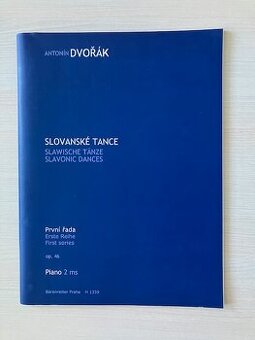 ANTONÍN DVOŘÁK
SLOVANSKÉ TANCE
SLAWISCHE TÄNZE
SLAVONIC DANCES
První řada
Erste Reihe
First series
op. 46
Piano 2 ms
Bärenreiter Praha H 1359